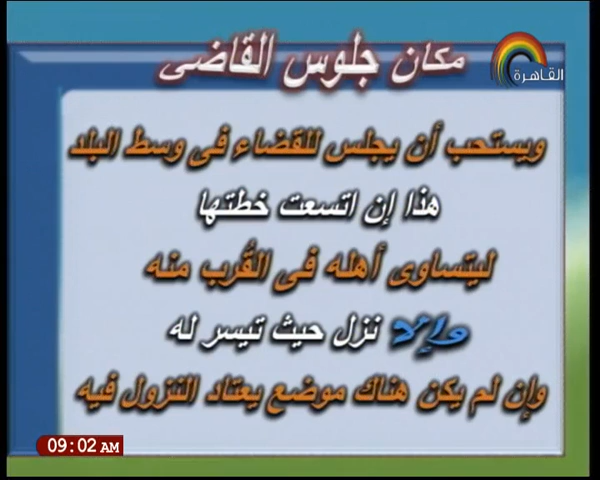 مكان جلوس القاضى
القاهرة
ويستحب أن يجلس للقضاء فى وسط البلد
هذا إن اتسعت خطتها
ليتساوى أهله فى القُرب منه
وإلا نزل حيث تيسر له
وإن لم يكن هناك موضع يعتاد النزول فيه
09:02 AM